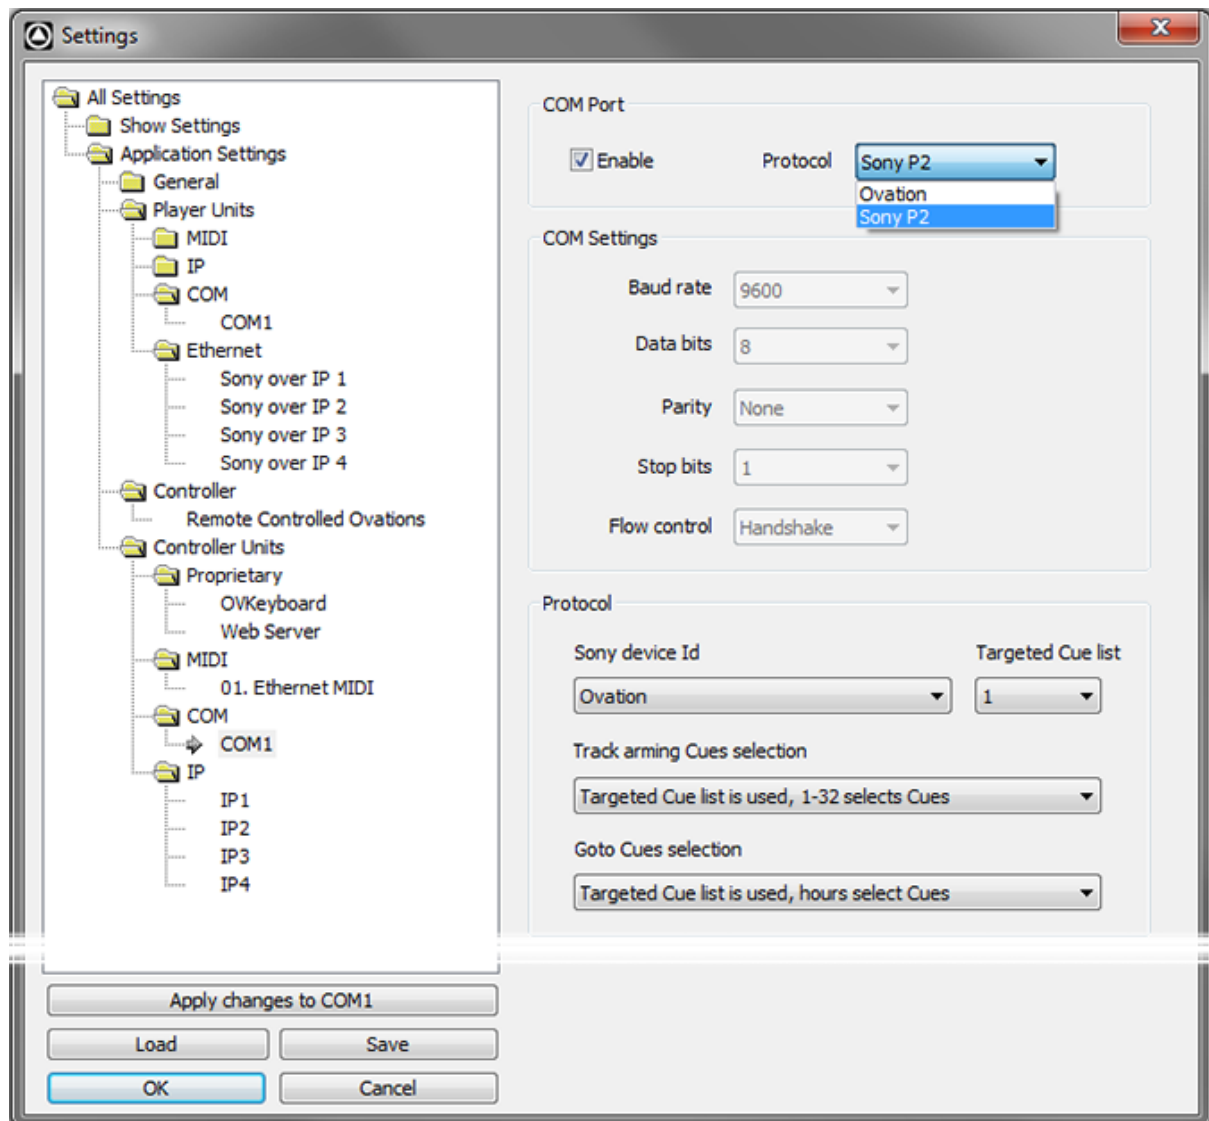 Settings
All Settings
Show Settings
Application Settings
General
Player Units
MIDI
IP
COM
COM1
Ethernet
Sony over IP 1
Sony over IP 2
Sony over IP 3
Sony over IP 4
Controller
Remote Controlled Ovations
Controller Units
Proprietary
OVKeyboard
Web Server
MIDI
01. Ethernet MIDI
COM
COM1
IP
IP1
IP2
IP3
IP4
Apply changes to COM1
Load Save
OK Cancel
COM Port
Enable Protocol Sony P2
Ovation
Sony P2
COM Settings
Baud rate 9600
Data bits 8
Parity None
Stop bits 1
Flow control Handshake
Protocol
Sony device Id Targeted Cue list
Ovation 1
Track arming Cues selection
Targeted Cue list is used, 1-32 selects Cues
Goto Cues selection
Targeted Cue list is used, hours select Cues